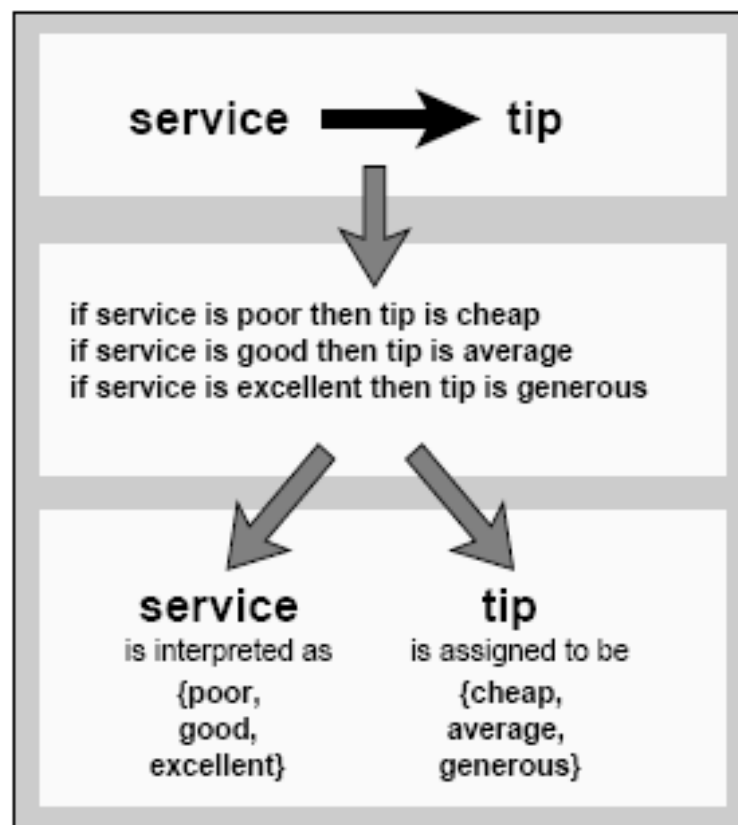 service tip
if service is poor then tip is cheap
if service is good then tip is average
if service is excellent then tip is generous
service
is interpreted as
{poor,
good,
excellent}
tip
is assigned to be
{cheap,
average,
generous}